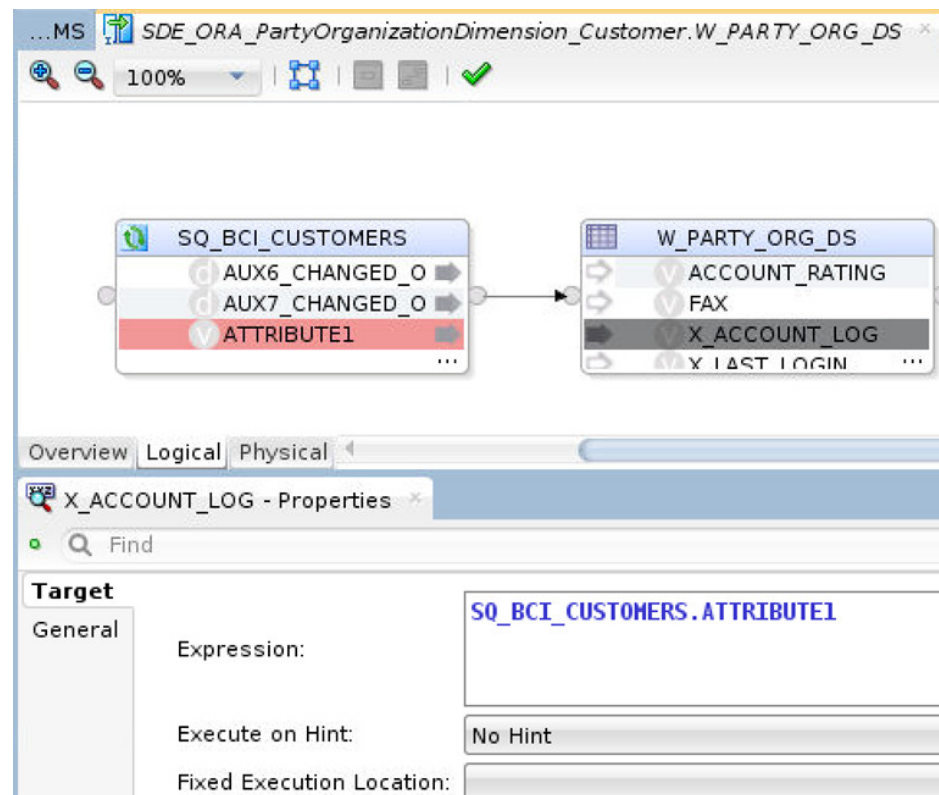 ...MS SDE_ORA_PartyOrganizationDimension_Customer.W_PARTY_ORG_DS
100%
SQ_BCI_CUSTOMERS
AUX6_CHANGED_O
AUX7_CHANGED_O
ATTRIBUTE1
...
W_PARTY_ORG_DS
ACCOUNT_RATING
FAX
X_ACCOUNT_LOG
X_LAST_LOGIN
...
Overview Logical Physical
X_ACCOUNT_LOG - Properties
Find
Target
General
Expression:
SQ_BCI_CUSTOMERS.ATTRIBUTE1
Execute on Hint:
No Hint
Fixed Execution Location: